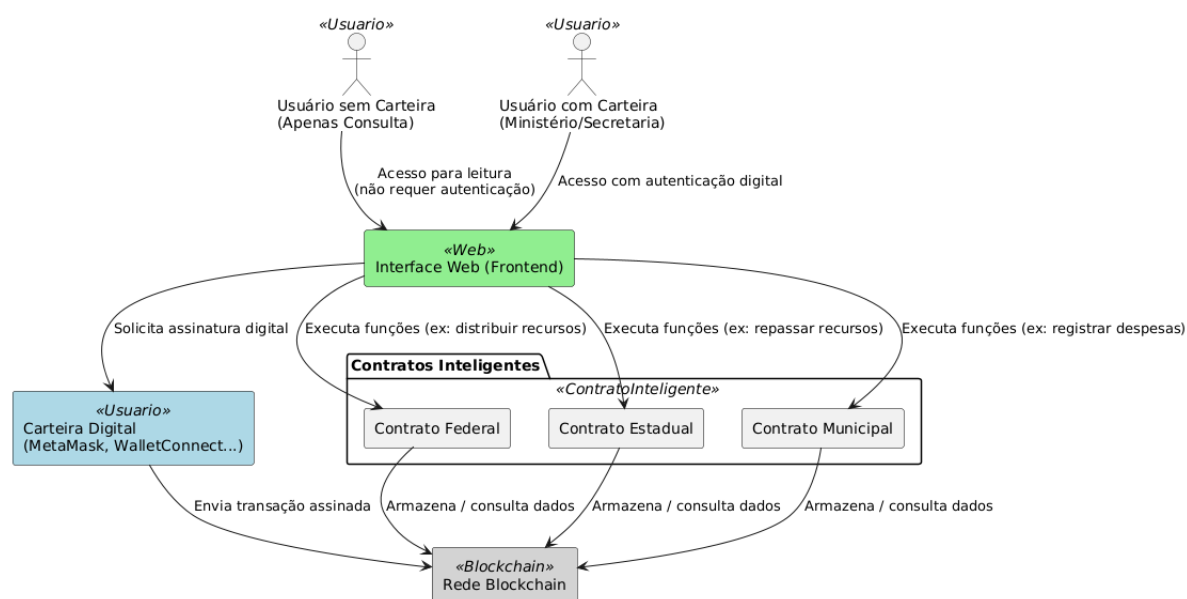 «Usuario»
«Usuario»
Usuário sem Carteira
(Apenas Consulta)
Usuário com Carteira
(Ministério/Secretaria)
Acesso para leitura
(não requer autenticação)
Acesso com autenticação digital
«Web»
Interface Web (Frontend)
Solicita assinatura digital
Executa funções (ex: distribuir recursos)
Executa funções (ex: repassar recursos)
Executa funções (ex: registrar despesas)
Contratos Inteligentes
«ContratoInteligente»
«Usuario»
Carteira Digital
(MetaMask, WalletConnect...)
Contrato Federal
Contrato Estadual
Contrato Municipal
Envia transação assinada
Armazena / consulta dados
Armazena / consulta dados
Armazena / consulta dados
«Blockchain»
Rede Blockchain